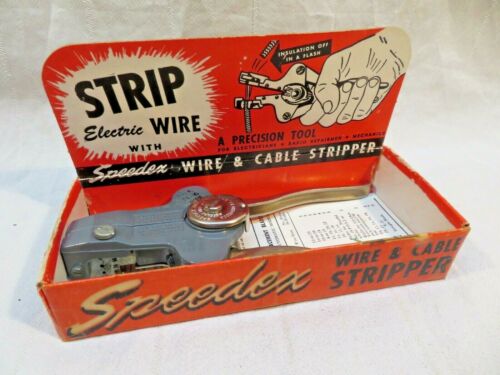 STRIP
Electric WIRE
WITH
Speedex WIRE & CABLE STRIPPER
INSULATION OFF
IN A FLASH
A PRECISION TOOL
FOR ELECTRICIANS • RADIO REPAIRMEN • MECHANICS
Speedex
WIRE & CABLE
STRIPPER